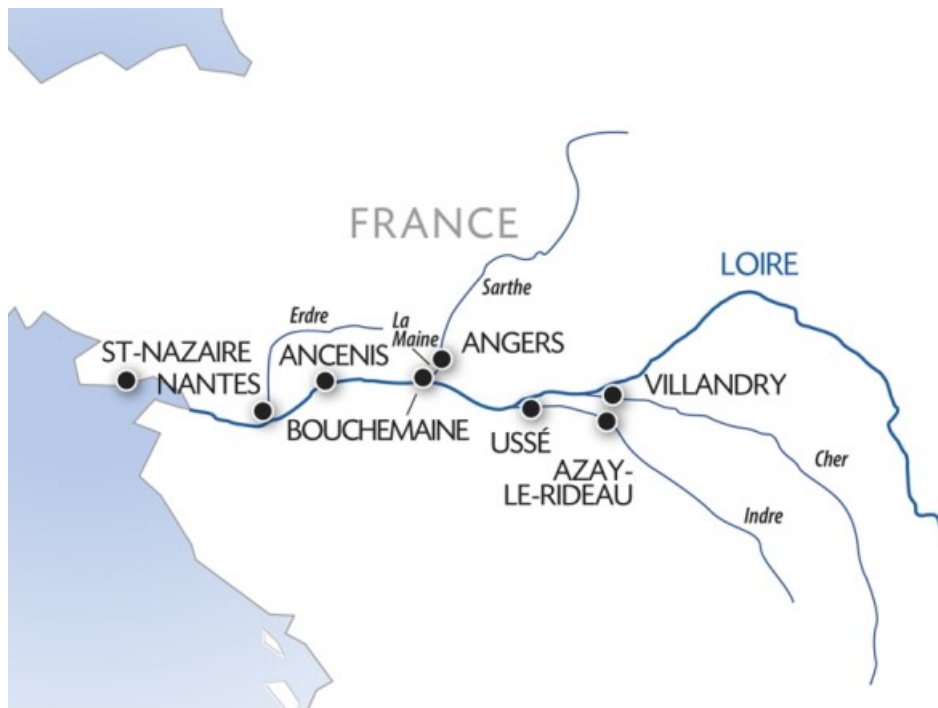 FRANCE
LOIRE
Sarthe
Erdre
La
Maine
ST-NAZAIRE
ANCENIS
ANGERS
NANTES
VILLANDRY
BOUCHEMAINE
USSÉ
AZAY-
LE-RIDEAU
Cher
Indre